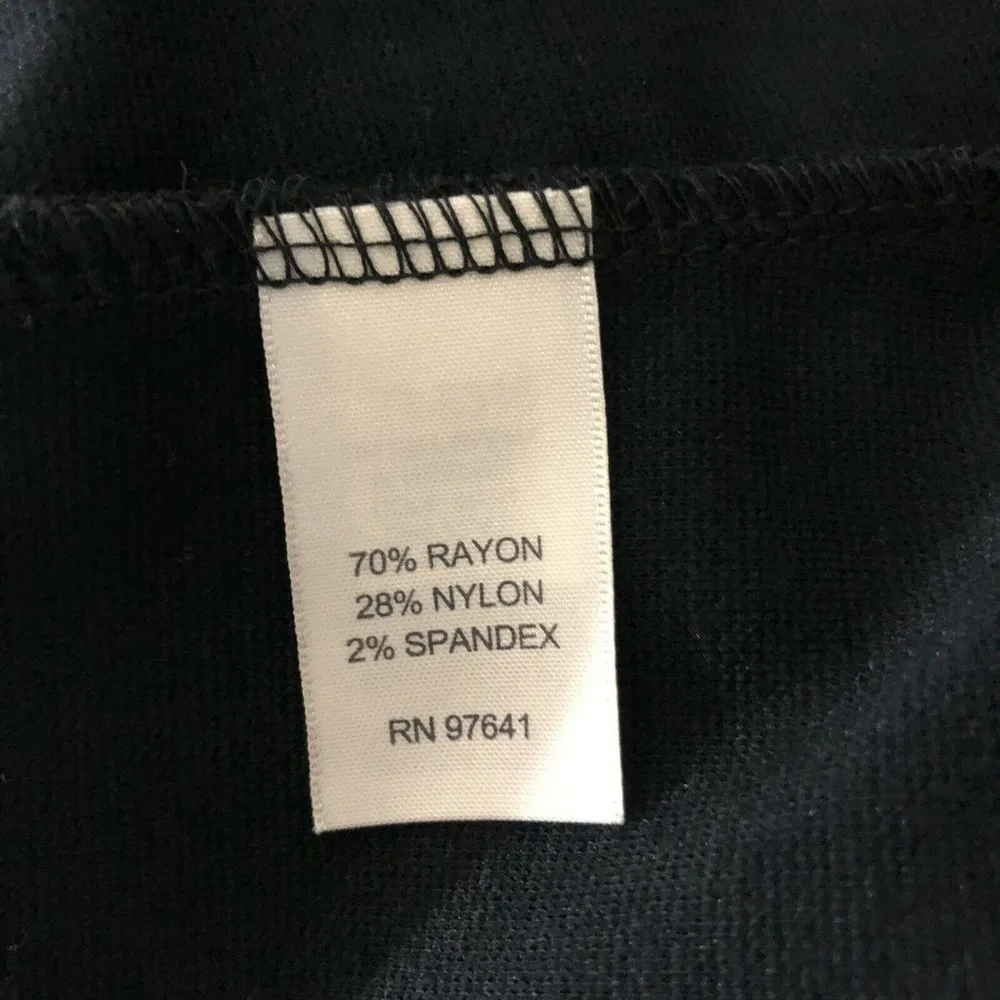 70% RAYON
28% NYLON
2% SPANDEX
RN 97641